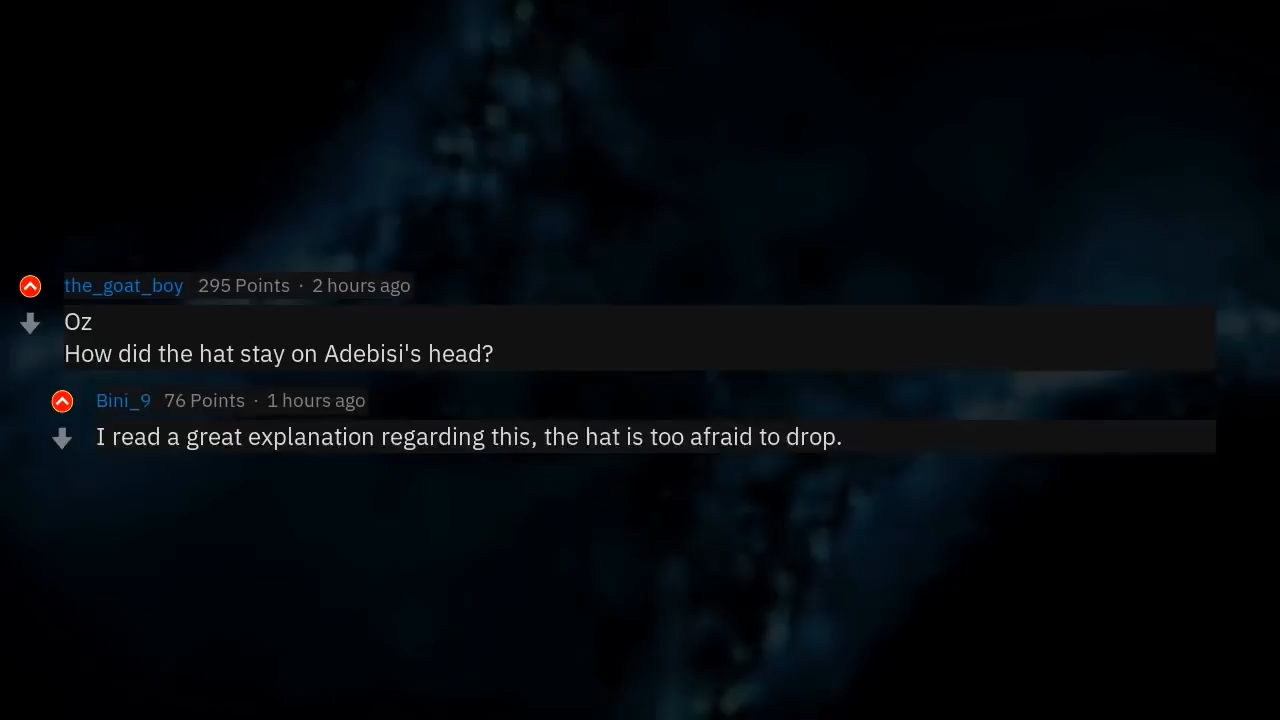 the_goat_boy 295 Points · 2 hours ago
Oz
How did the hat stay on Adebisi's head?
Bini_9 76 Points · 1 hours ago
I read a great explanation regarding this, the hat is too afraid to drop.